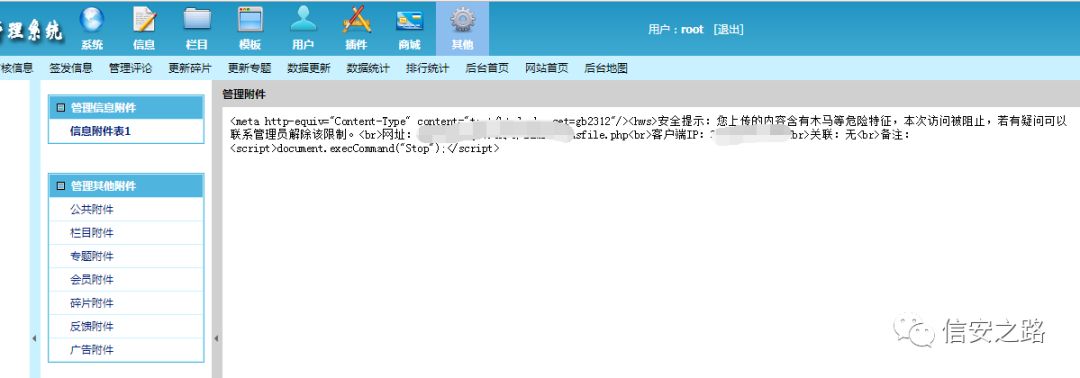 管理系统
系统 信息 栏目 模板 用户 插件 商城 其他
用户：root [退出]
核信息 签发信息 管理评论 更新碎片 更新专题 数据更新 数据统计 排行统计 后台首页 网站首页 后台地图
管理信息附件
信息附件表1
管理其他附件
公共附件
栏目附件
专题附件
会员附件
碎片附件
反馈附件
广告附件
管理附件
<meta http-equiv="Content-Type" content= et=gb2312"/><hws>安全提示：您上传的内容含有木马等危险特征，本次访问被阻止，若有疑问可以
联系管理员解除该限制。<br>网址： asfile.php<br>客户端IP： br>关联：无<br>备注：
<script>document.execCommand("Stop");</script>
信安之路